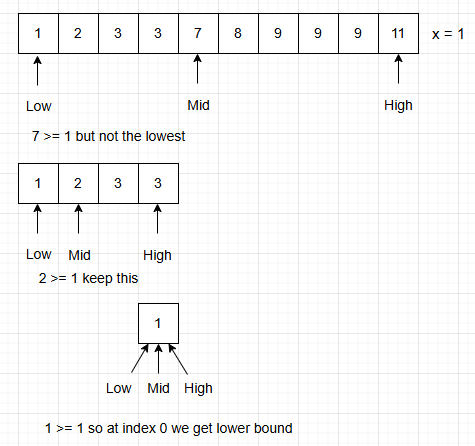 1 2 3 3 7 8 9 9 9 11 x = 1
Low Mid High
7 >= 1 but not the lowest
1 2 3 3
Low Mid High
2 >= 1 keep this
1
Low Mid High
1 >= 1 so at index 0 we get lower bound